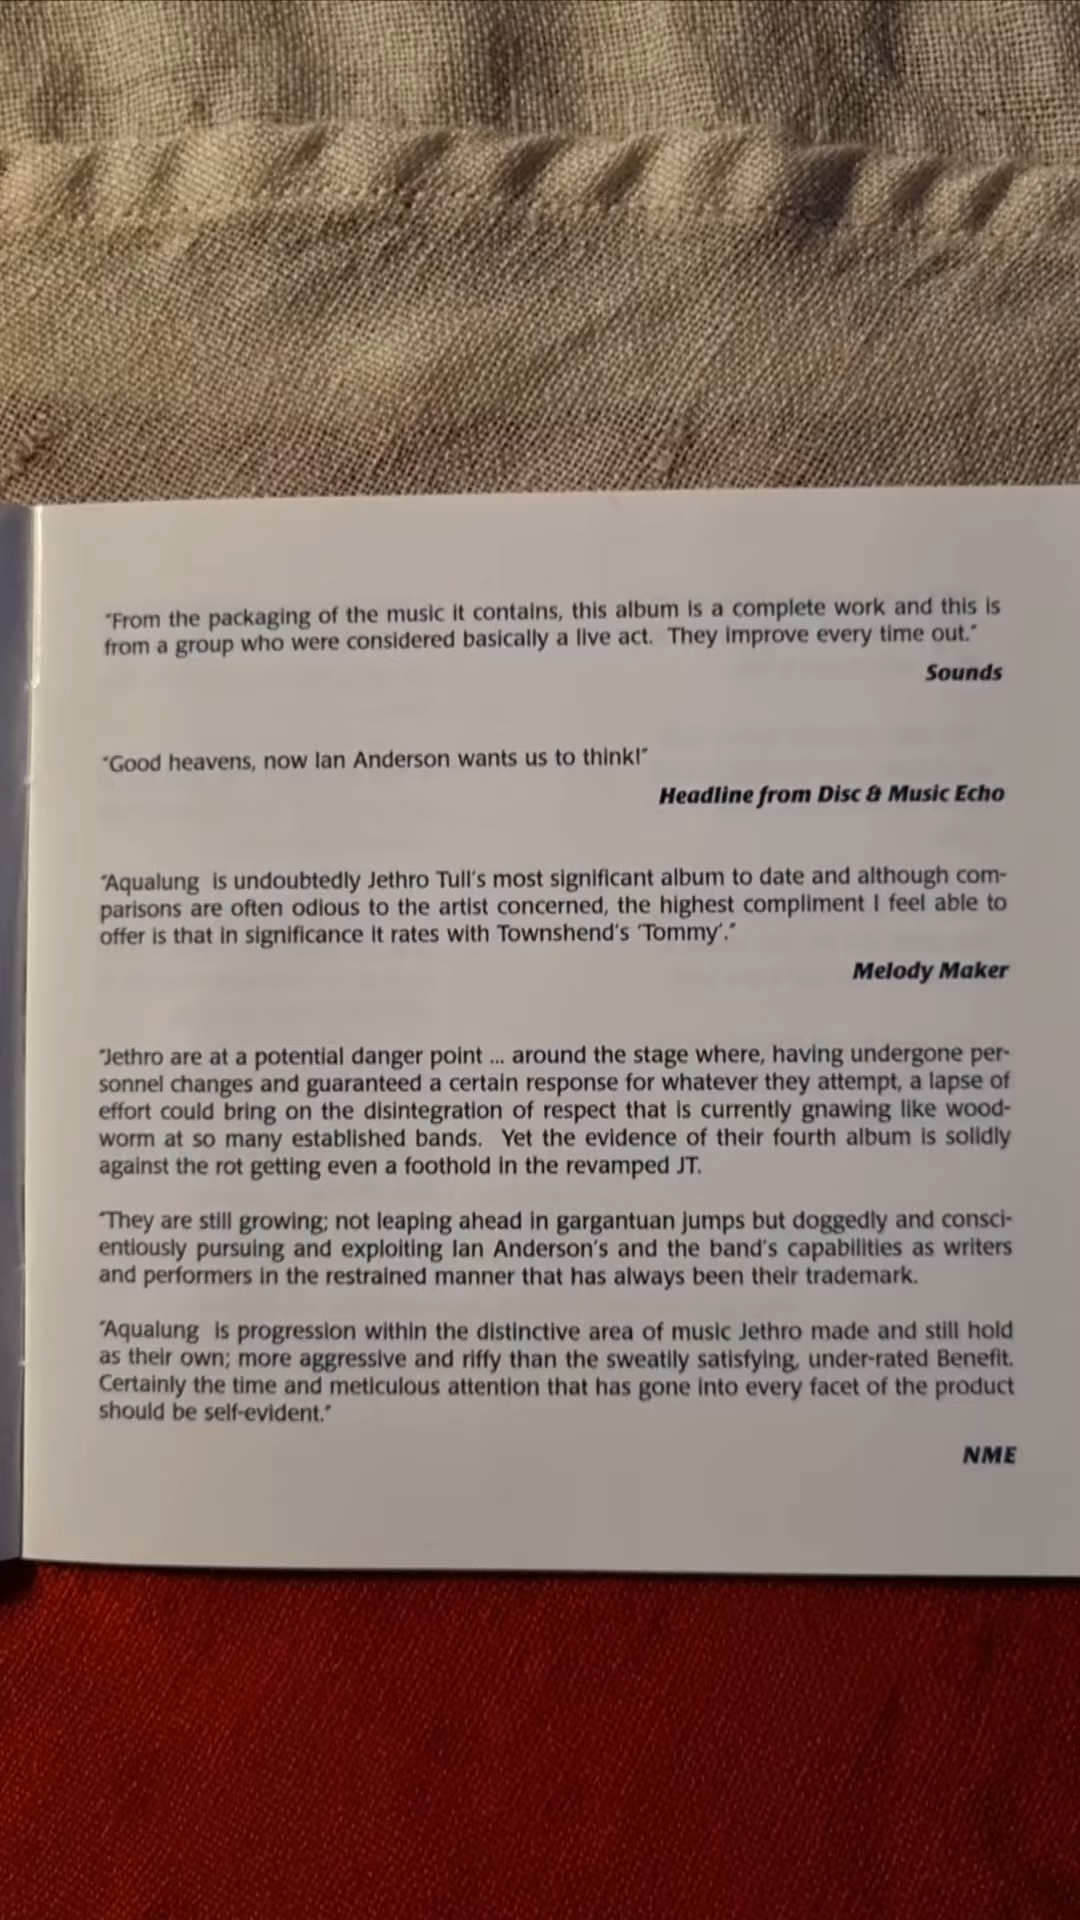 "From the packaging of the music it contains, this album is a complete work and this is
from a group who were considered basically a live act. They improve every time out."
Sounds
"Good heavens, now Ian Anderson wants us to think!"
Headline from Disc & Music Echo
"Aqualung is undoubtedly Jethro Tull's most significant album to date and although com-
parisons are often odious to the artist concerned, the highest compliment I feel able to
offer is that in significance it rates with Townshend's 'Tommy'."
Melody Maker
"Jethro are at a potential danger point ... around the stage where, having undergone per-
sonnel changes and guaranteed a certain response for whatever they attempt, a lapse of
effort could bring on the disintegration of respect that is currently gnawing like wood-
worm at so many established bands. Yet the evidence of their fourth album is solidly
against the rot getting even a foothold in the revamped JT.
"They are still growing; not leaping ahead in gargantuan jumps but doggedly and consci-
entiously pursuing and exploiting Ian Anderson's and the band's capabilities as writers
and performers in the restrained manner that has always been their trademark.
"Aqualung is progression within the distinctive area of music Jethro made and still hold
as their own; more aggressive and riffy than the sweatily satisfying, under-rated Benefit.
Certainly the time and meticulous attention that has gone into every facet of the product
should be self-evident."
NME